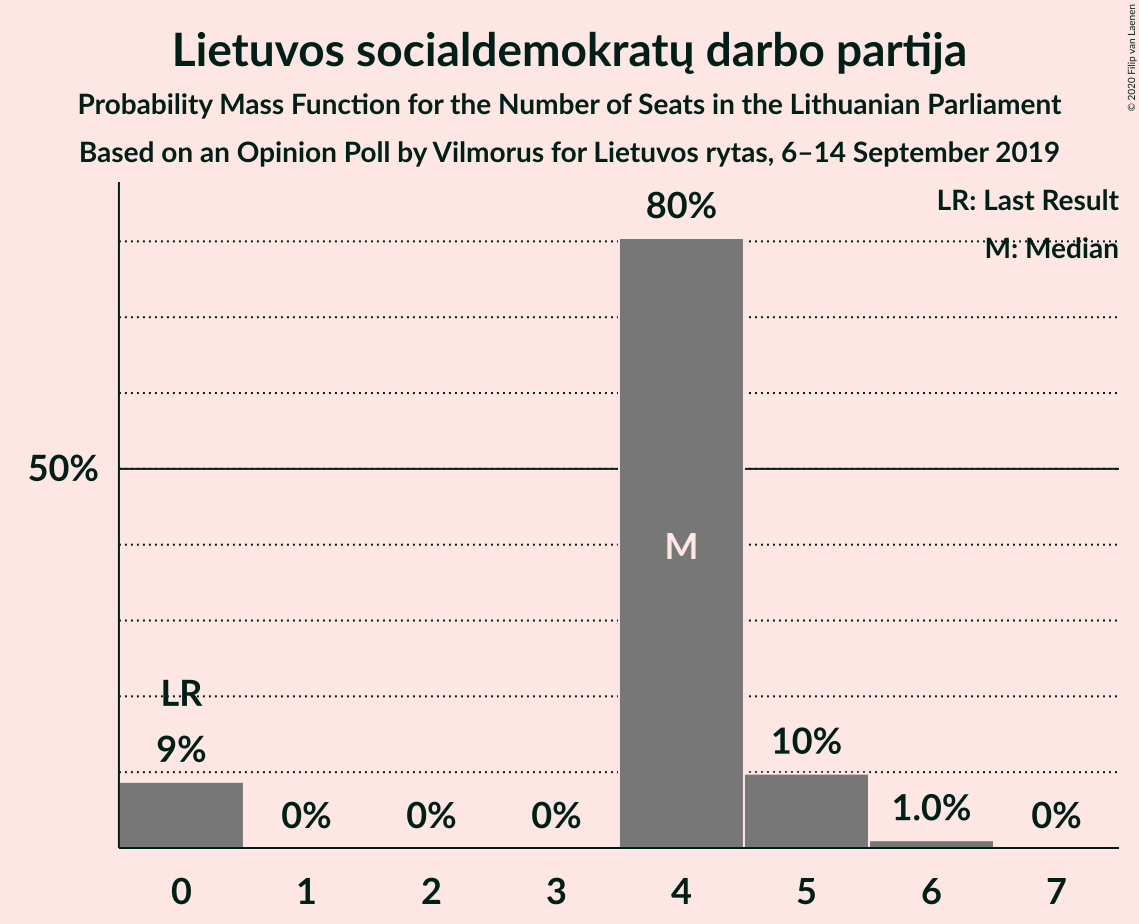 Lietuvos socialdemokratų darbo partija
Probability Mass Function for the Number of Seats in the Lithuanian Parliament
Based on an Opinion Poll by Vilmorus for Lietuvos rytas, 6–14 September 2019
© 2020 Filip van Laenen
LR: Last Result
M: Median
80%
50%
M
LR
9%
0%
0%
0%
10%
1.0%
0%
0 1 2 3 4 5 6 7